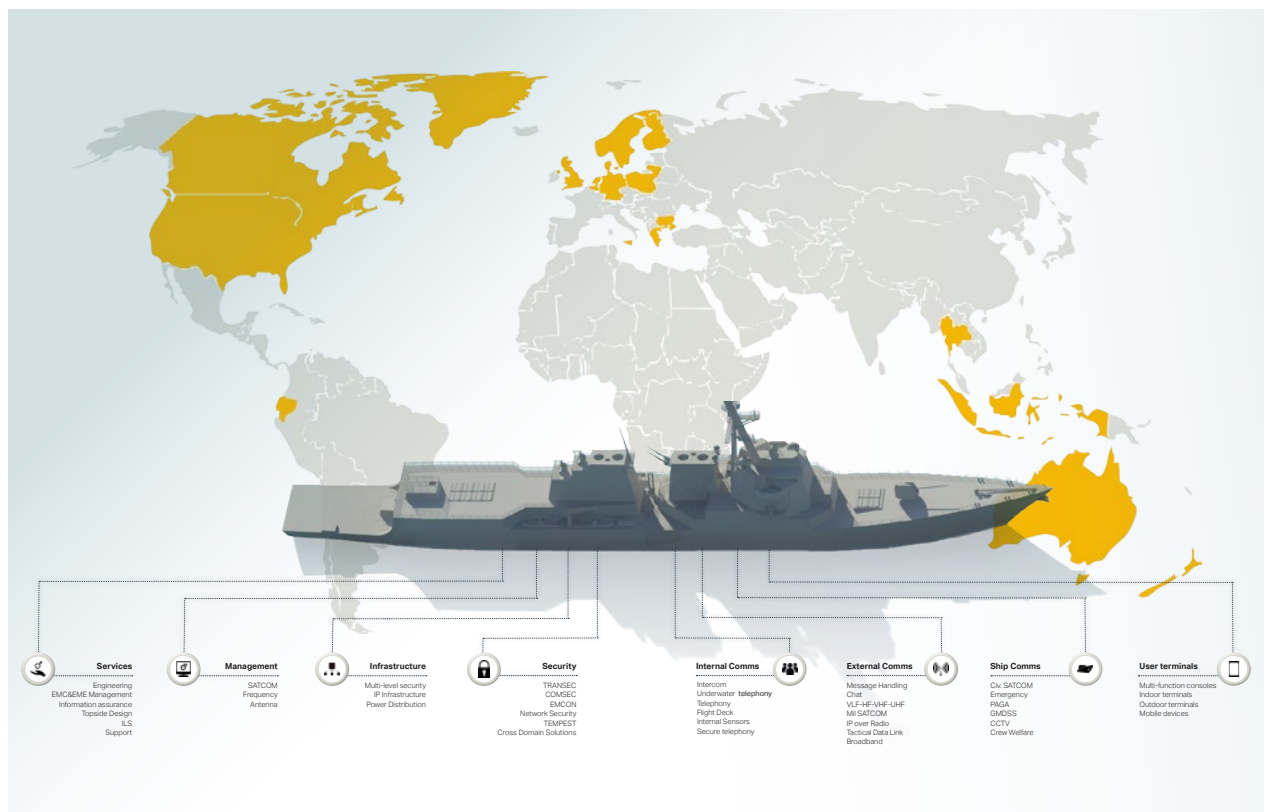 Services
Engineering
EMC&EME Management
Information assurance
Topside Design
ILS
Support
Management
SATCOM
Frequency
Antenna
Infrastructure
Multi-level security
IP Infrastructure
Power Distribution
Security
TRANSEC
COMSEC
EMCON
Network Security
TEMPEST
Cross Domain Solutions
Internal Comms
Intercom
Underwater telephony
Telephony
Flight Deck
Internal Sensors
Secure telephony
External Comms
Message Handling
Chat
VLF-HF-VHF-UHF
Mil SATCOM
IP over Radio
Tactical Data Link
Broadband
Ship Comms
Civ. SATCOM
Emergency
PAGA
GMDSS
CCTV
Crew Welfare
User terminals
Multi-function consoles
Indoor terminals
Outdoor terminals
Mobile devices